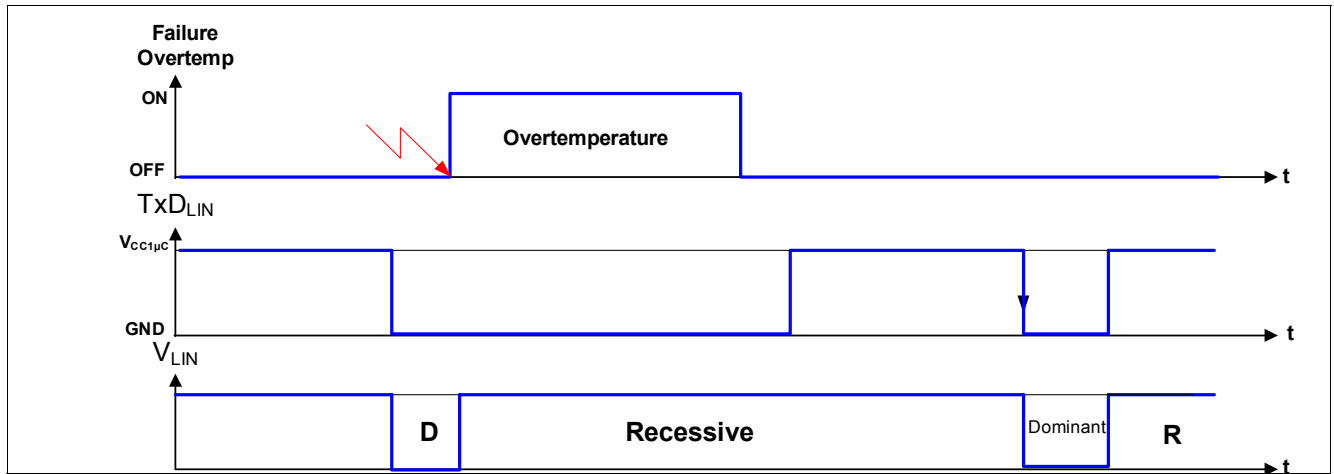 Failure
Overtemp
ON
Overtemperature
OFF
t
TxDLIN
VCC1µC
GND
t
VLIN
D
Recessive
Dominant
R
t